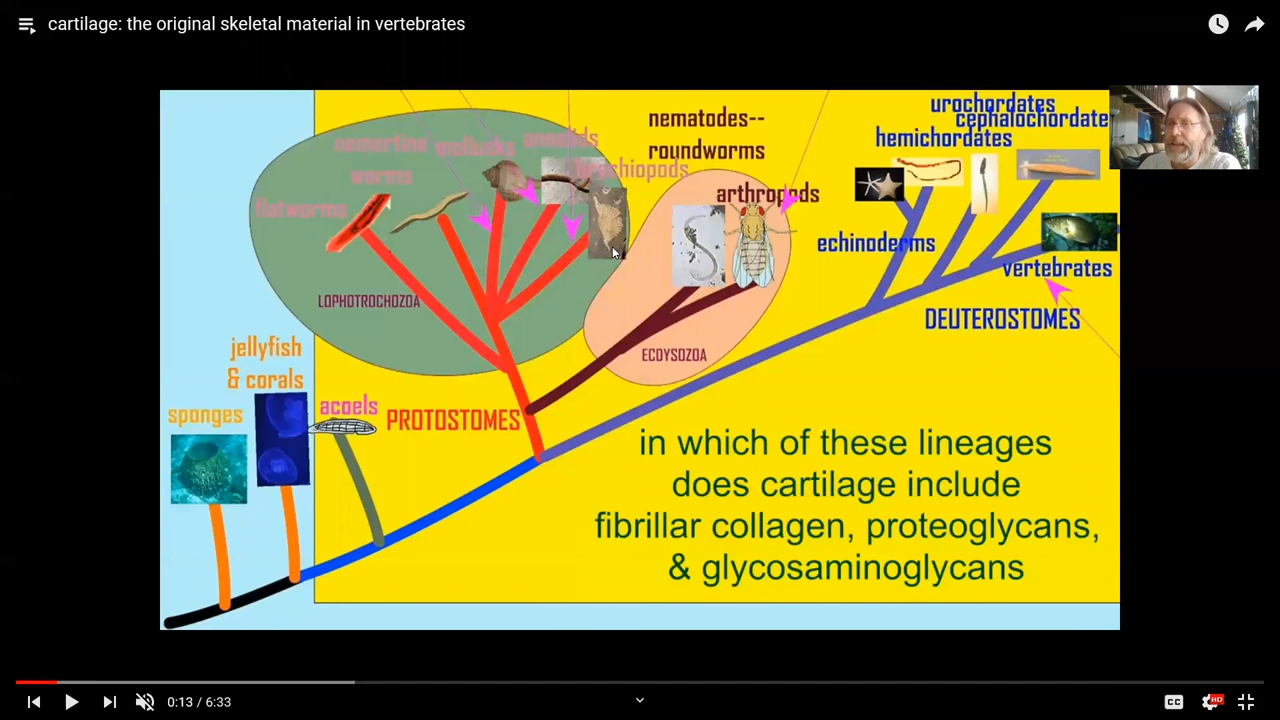 cartilage: the original skeletal material in vertebrates
urochordates
cephalochordate
nematodes--
roundworms
hemichordates
nemertine
worms
mollusks
annelids
brachiopods
arthropods
flatworms
echinoderms
vertebrates
LOPHOTROCHOZOA
DEUTEROSTOMES
ECDYSOZOA
jellyfish
& corals
sponges
acoels
PROTOSTOMES
in which of these lineages
does cartilage include
fibrillar collagen, proteoglycans,
& glycosaminoglycans
0:13 / 6:33
CC
HD